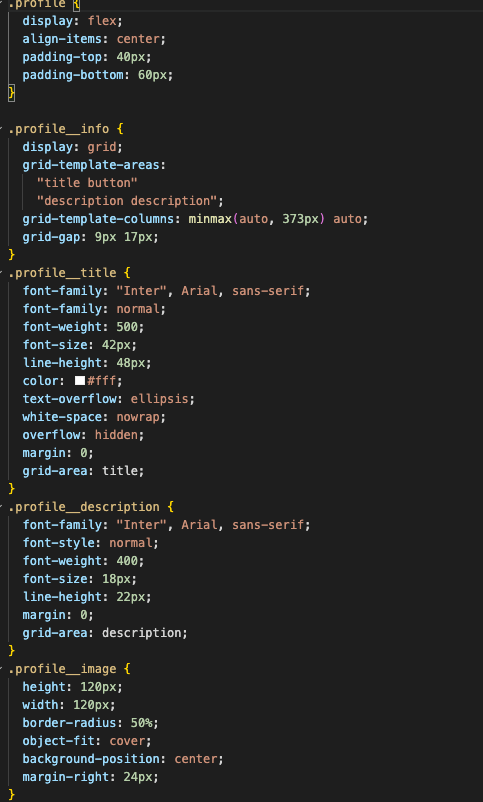 .profile {
display: flex;
align-items: center;
padding-top: 40px;
padding-bottom: 60px;
}
.profile__info {
display: grid;
grid-template-areas:
"title button"
"description description";
grid-template-columns: minmax(auto, 373px) auto;
grid-gap: 9px 17px;
}
.profile__title {
font-family: "Inter", Arial, sans-serif;
font-family: normal;
font-weight: 500;
font-size: 42px;
line-height: 48px;
color: #fff;
text-overflow: ellipsis;
white-space: nowrap;
overflow: hidden;
margin: 0;
grid-area: title;
}
.profile__description {
font-family: "Inter", Arial, sans-serif;
font-style: normal;
font-weight: 400;
font-size: 18px;
line-height: 22px;
margin: 0;
grid-area: description;
}
.profile__image {
height: 120px;
width: 120px;
border-radius: 50%;
object-fit: cover;
background-position: center;
margin-right: 24px;
}